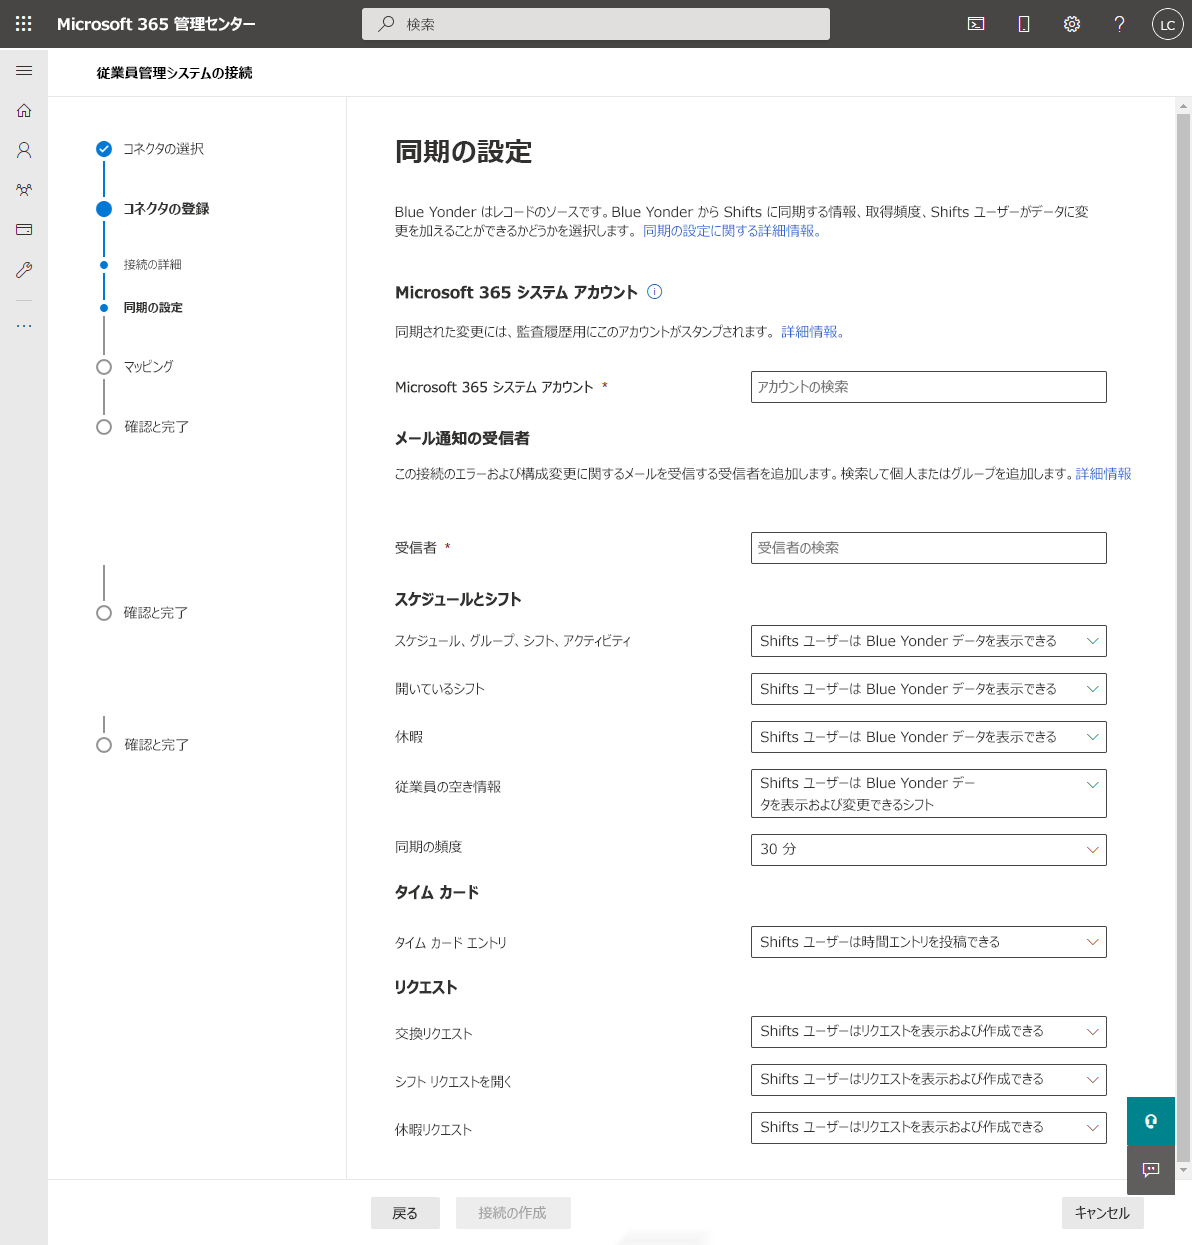 Microsoft 365 管理センター
検索
LC
従業員管理システムの接続
コネクタの選択
コネクタの登録
接続の詳細
同期の設定
マッピング
確認と完了
確認と完了
確認と完了
同期の設定
Blue Yonder はレコードのソースです。Blue Yonder から Shifts に同期する情報、取得頻度、Shifts ユーザーがデータに変
更を加えることができるかどうかを選択します。 同期の設定に関する詳細情報。
Microsoft 365 システム アカウント
同期された変更には、監査履歴用にこのアカウントがスタンプされます。 詳細情報。
Microsoft 365 システム アカウント *
アカウントの検索
メール通知の受信者
この接続のエラーおよび構成変更に関するメールを受信する受信者を追加します。検索して個人またはグループを追加します。詳細情報
受信者 *
受信者の検索
スケジュールとシフト
スケジュール、グループ、シフト、アクティビティ
Shifts ユーザーは Blue Yonder データを表示できる
開いているシフト
Shifts ユーザーは Blue Yonder データを表示できる
休暇
Shifts ユーザーは Blue Yonder データを表示できる
従業員の空き情報
Shifts ユーザーは Blue Yonder デー
タを表示および変更できるシフト
同期の頻度
30 分
タイム カード
タイム カード エントリ
Shifts ユーザーは時間エントリを投稿できる
リクエスト
交換リクエスト
Shifts ユーザーはリクエストを表示および作成できる
シフト リクエストを開く
Shifts ユーザーはリクエストを表示および作成できる
休暇リクエスト
Shifts ユーザーはリクエストを表示および作成できる
戻る
接続の作成
キャンセル